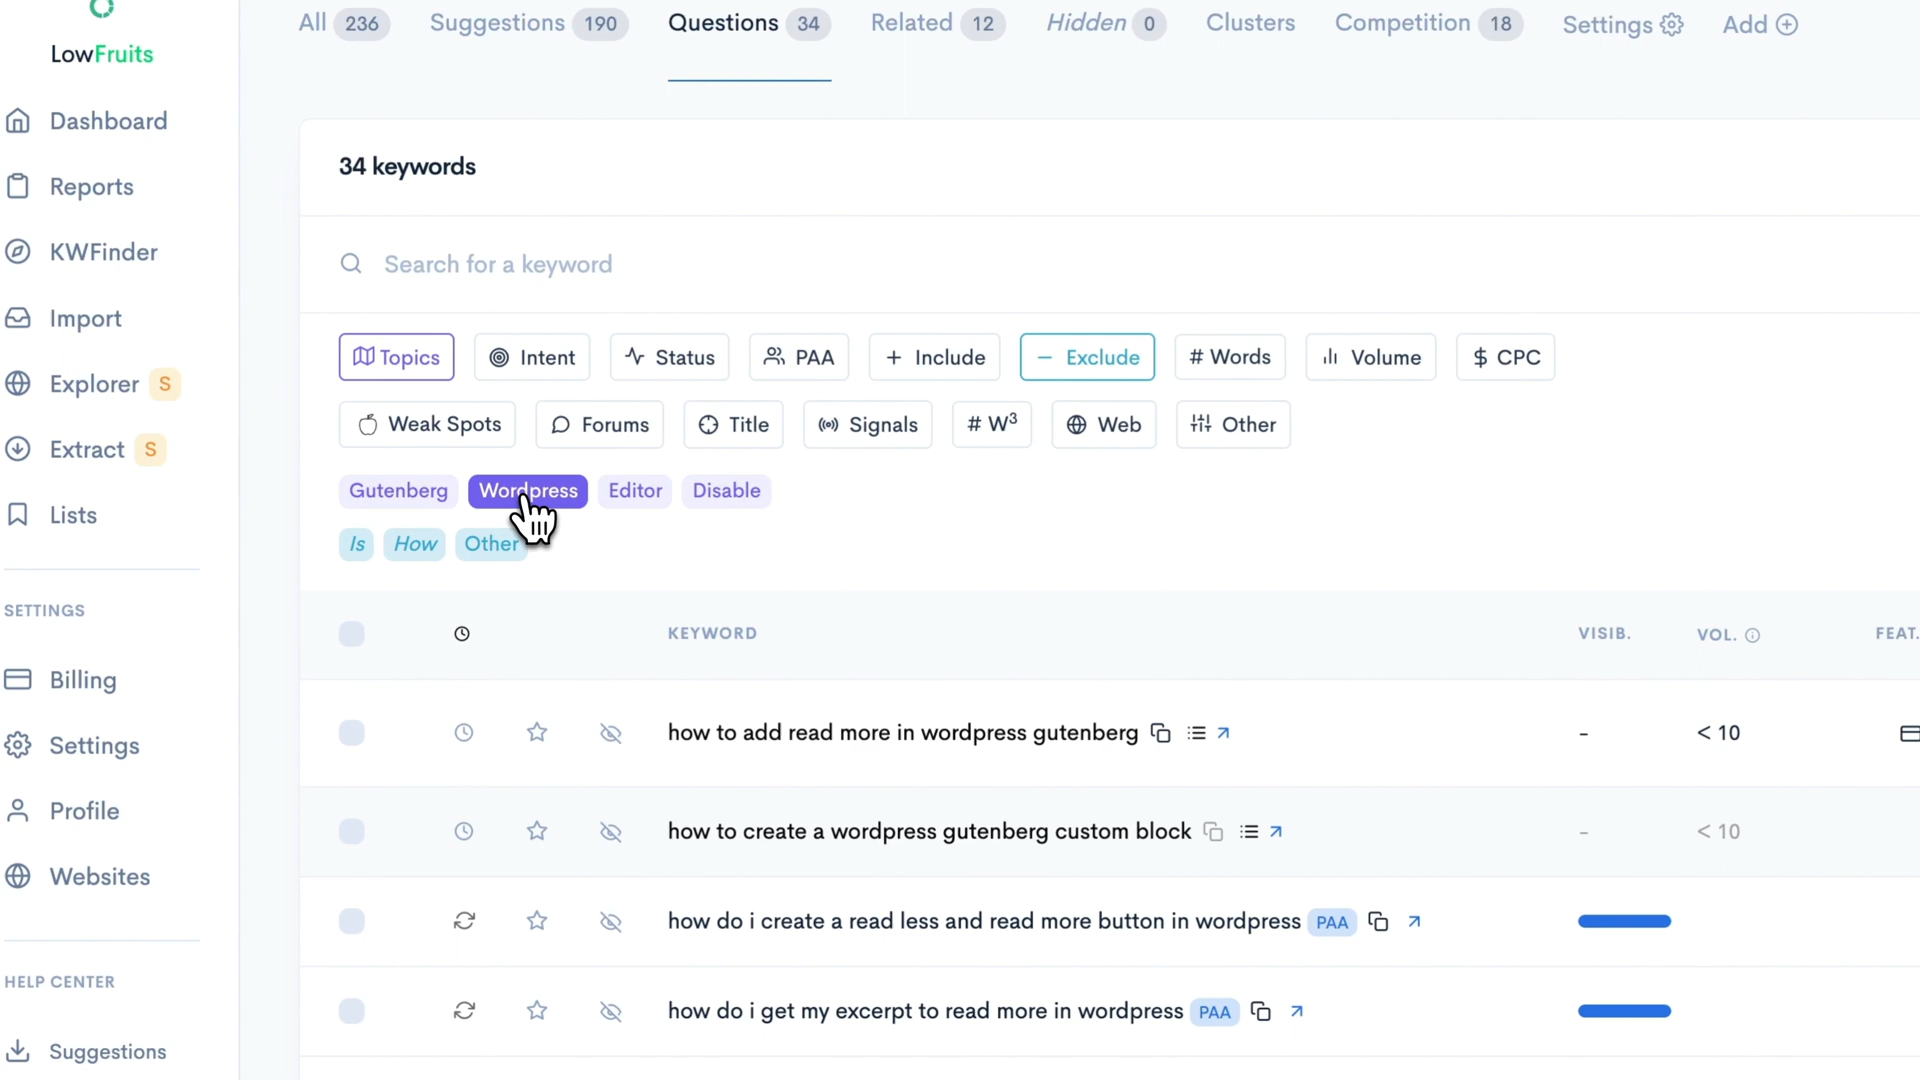 LowFruits
Dashboard
Reports
KWFinder
Import
Explorer S
Extract S
Lists
SETTINGS
Billing
Settings
Profile
Websites
HELP CENTER
Suggestions
All 236 Suggestions 190 Questions 34 Related 12 Hidden 0 Clusters Competition 18 Settings Add
34 keywords
Search for a keyword
Topics Intent Status PAA + Include − Exclude # Words Volume $ CPC
Weak Spots Forums Title Signals # W³ Web Other
Gutenberg Wordpress Editor Disable
Is How Other
KEYWORD VISIB. VOL. FEAT.
how to add read more in wordpress gutenberg - < 10
how to create a wordpress gutenberg custom block - < 10
how do i create a read less and read more button in wordpress PAA
how do i get my excerpt to read more in wordpress PAA